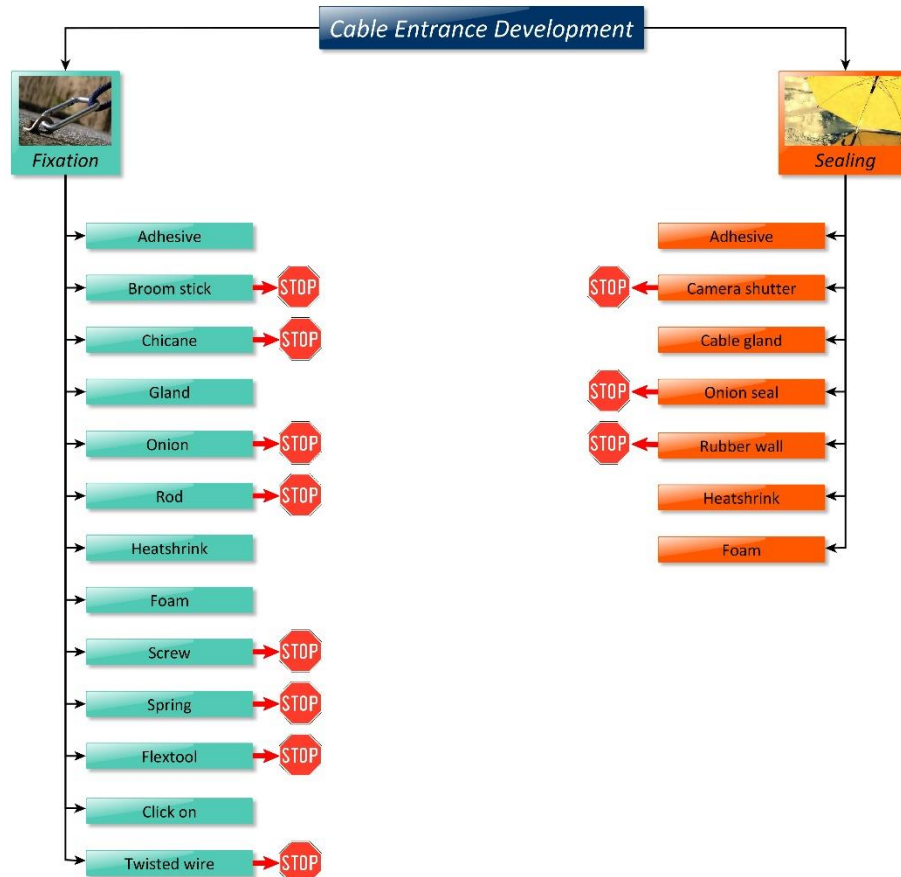 Cable Entrance Development
Fixation
Adhesive
Broom stick
STOP
Chicane
STOP
Gland
Onion
STOP
Rod
STOP
Heatshrink
Foam
Screw
STOP
Spring
STOP
Flextool
STOP
Click on
Twisted wire
STOP
Sealing
Adhesive
STOP
Camera shutter
Cable gland
STOP
Onion seal
STOP
Rubber wall
Heatshrink
Foam